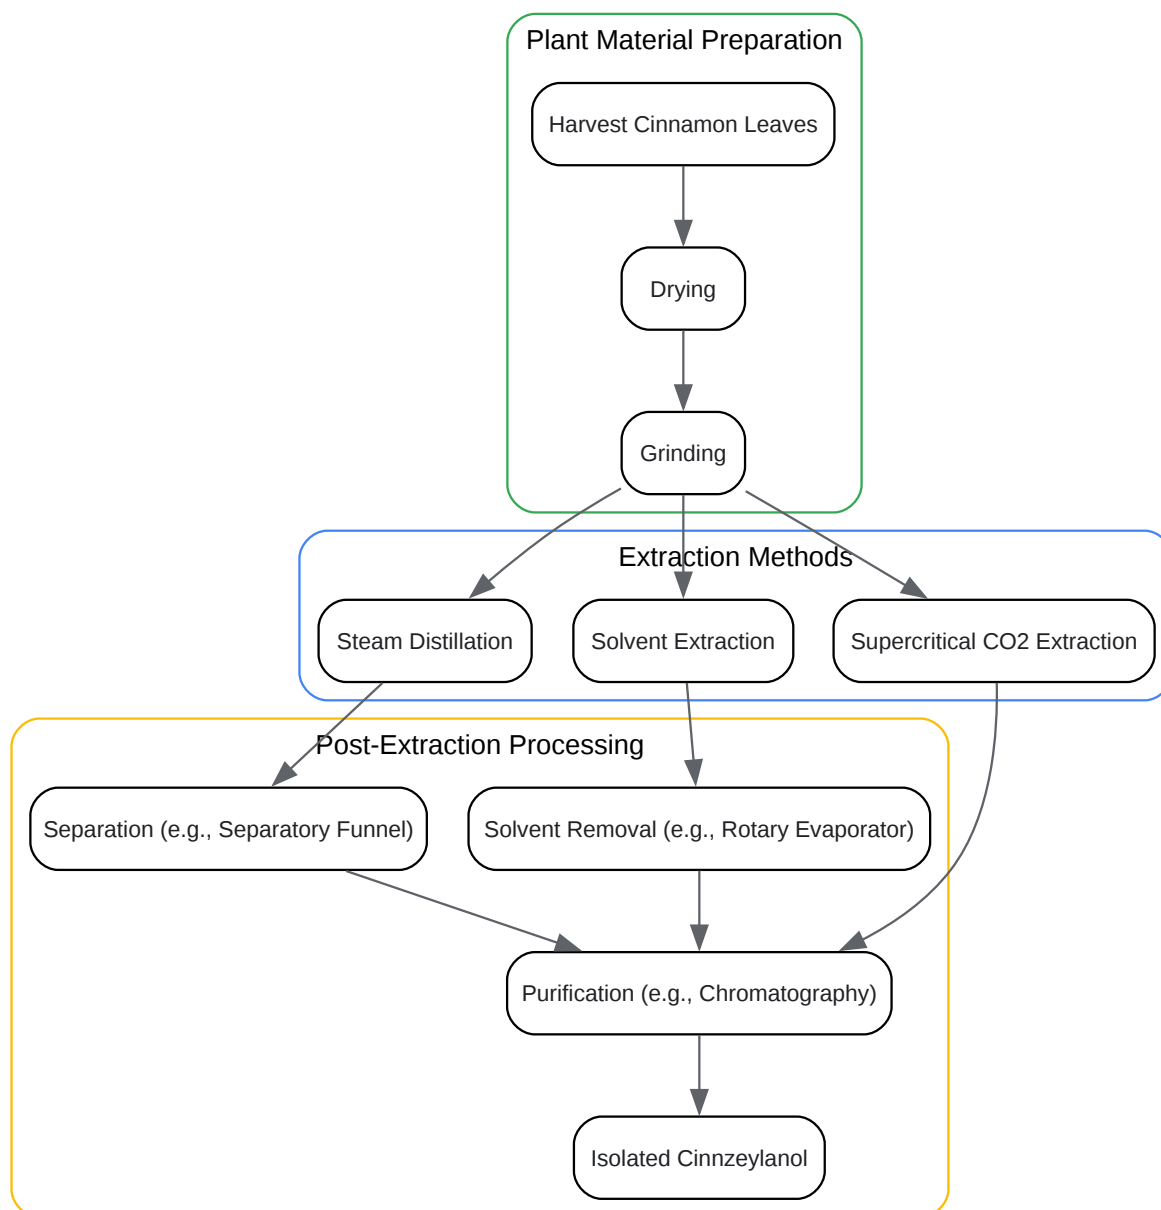 Plant Material Preparation
Harvest Cinnamon Leaves
Drying
Grinding
Extraction Methods
Steam Distillation
Solvent Extraction
Supercritical CO2 Extraction
Post-Extraction Processing
Separation (e.g., Separatory Funnel)
Solvent Removal (e.g., Rotary Evaporator)
Purification (e.g., Chromatography)
Isolated Cinnzeylanol